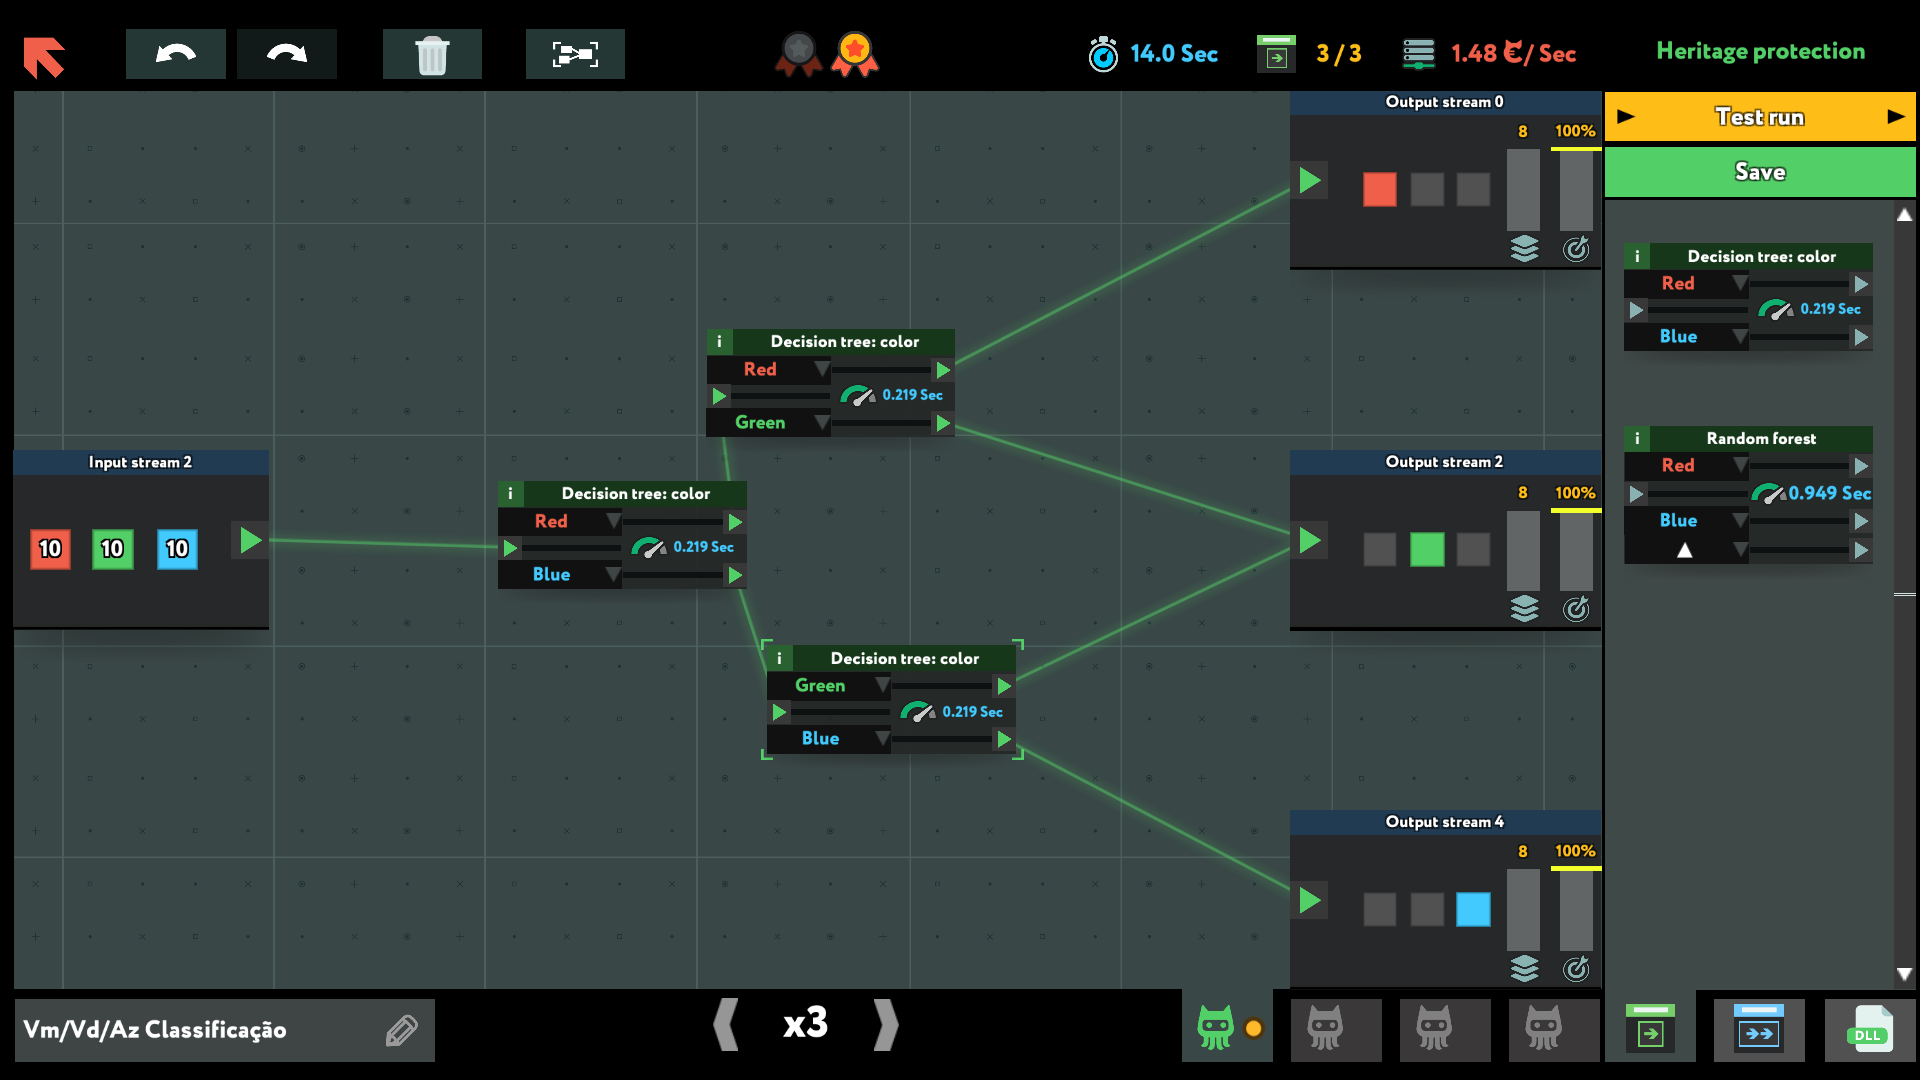 14.0 Sec
3/3
1.48 €/ Sec
Heritage protection
Test run
Save
Output stream 0
8
100%
i
Decision tree: color
Red
0.219 Sec
Blue
i
Decision tree: color
Red
0.219 Sec
Green
i
Random forest
Red
0.949 Sec
Blue
Input stream 2
10
10
10
i
Decision tree: color
Red
0.219 Sec
Blue
Output stream 2
8
100%
i
Decision tree: color
Green
0.219 Sec
Blue
Output stream 4
8
100%
Vm/Vd/Az Classificação
x3
DLL